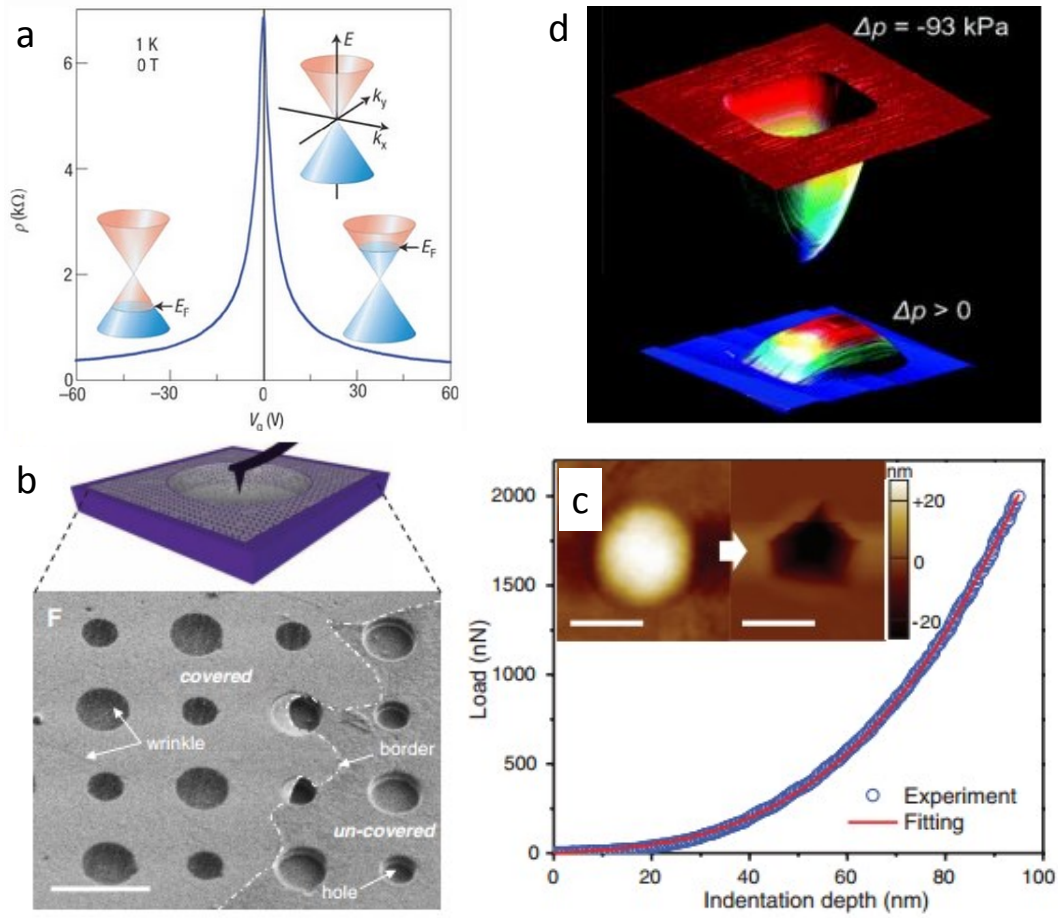 a
1 K
0 T
E
k_y
k_x
E_F
E_F
ρ (kΩ)
6
4
2
0
−60
−30
0
30
60
V_g (V)
b
F
covered
wrinkle
border
un-covered
hole
d
Δp = -93 kPa
Δp > 0
c
nm
+20
0
-20
Load (nN)
2000
1500
1000
500
0
Experiment
Fitting
0
20
40
60
80
100
Indentation depth (nm)